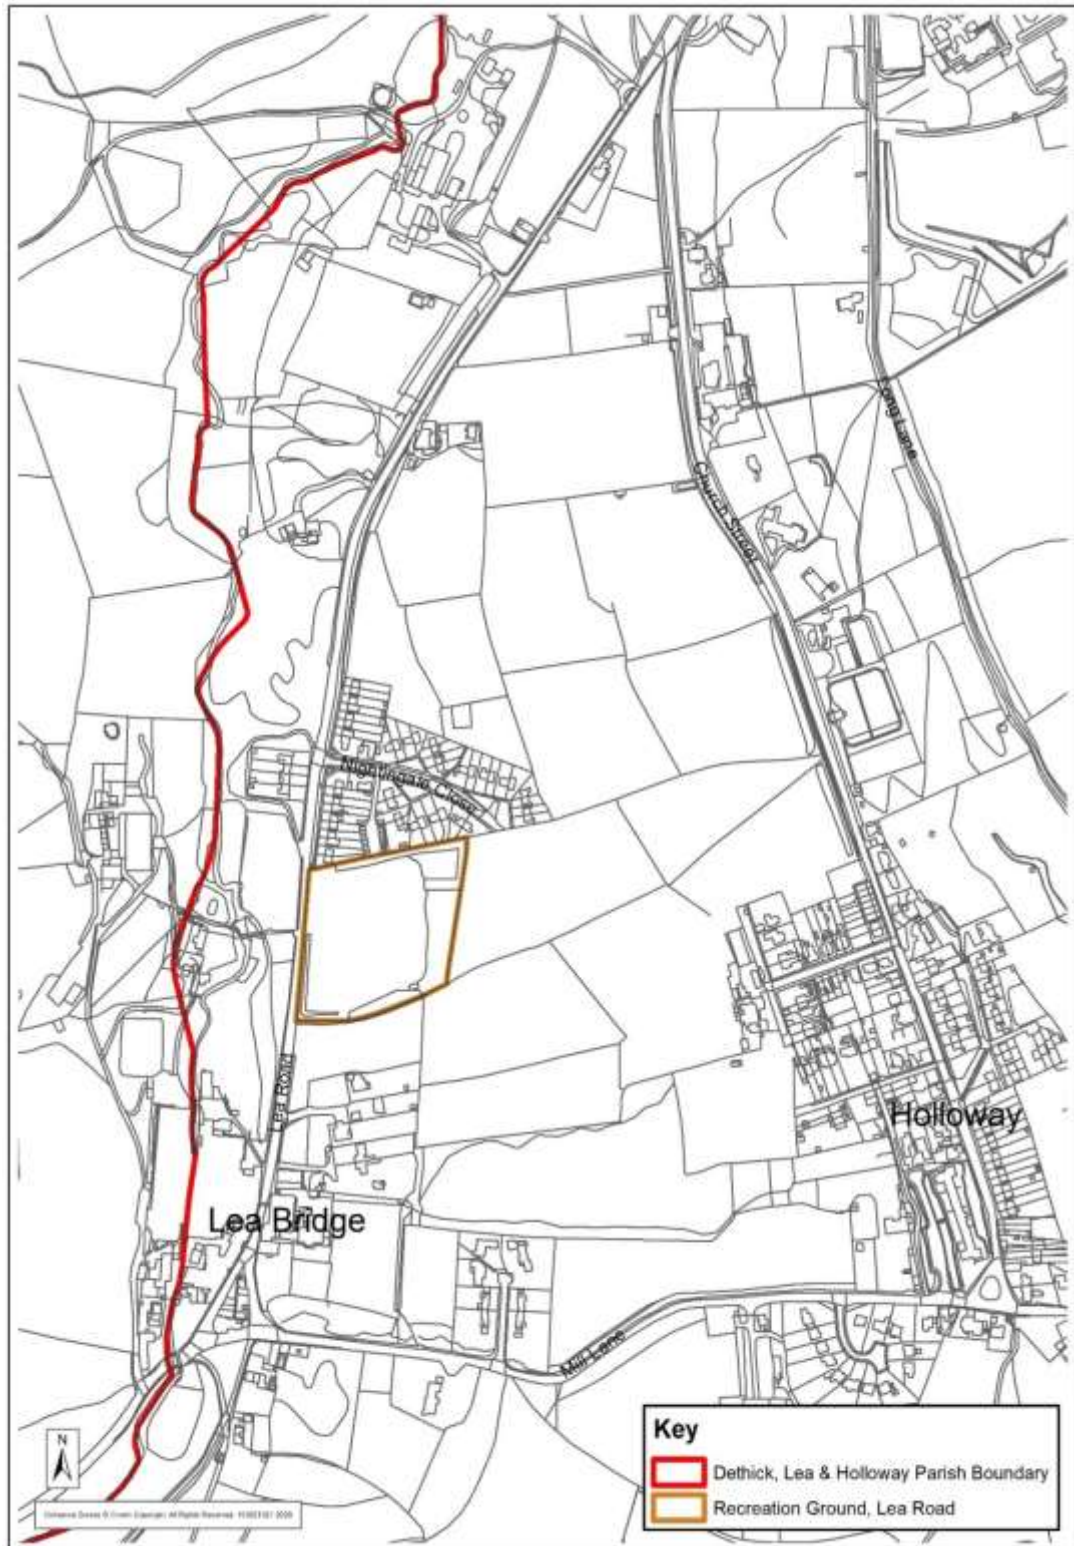 Long Lane
Church Street
Nightingale Close
Lea Road
Holloway
Lea Bridge
Mill Lane
Key
Dethick, Lea & Holloway Parish Boundary
Recreation Ground, Lea Road
N